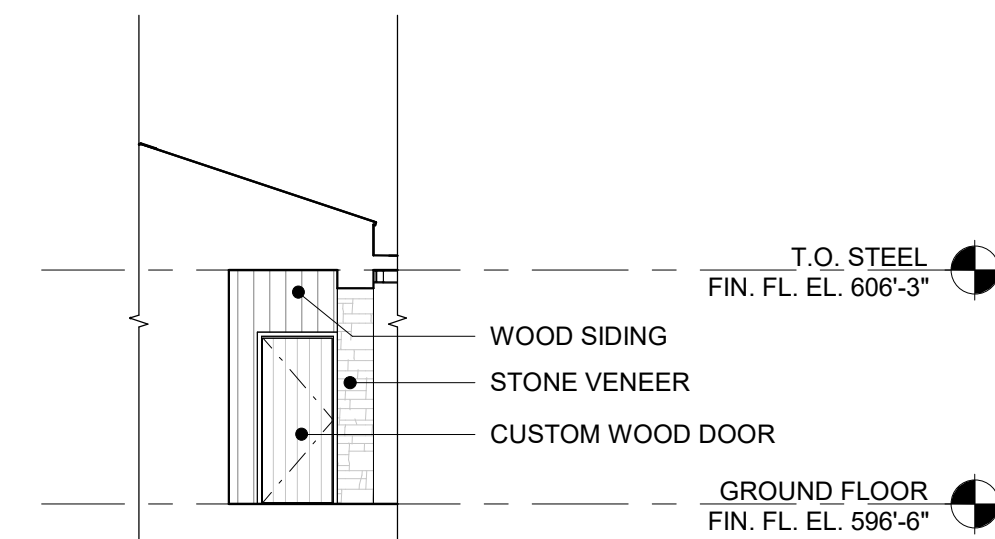 T.O. STEEL
FIN. FL. EL. 606'-3"
WOOD SIDING
STONE VENEER
CUSTOM WOOD DOOR
GROUND FLOOR
FIN. FL. EL. 596'-6"